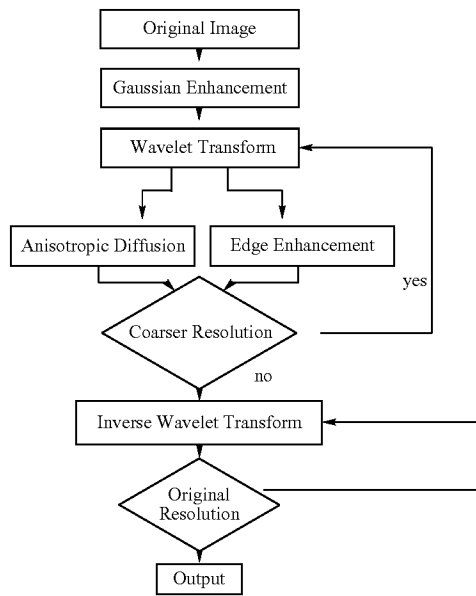 Original Image
Gaussian Enhancement
Wavelet Transform
Anisotropic Diffusion
Edge Enhancement
yes
Coarser Resolution
no
Inverse Wavelet Transform
Original
Resolution
Output